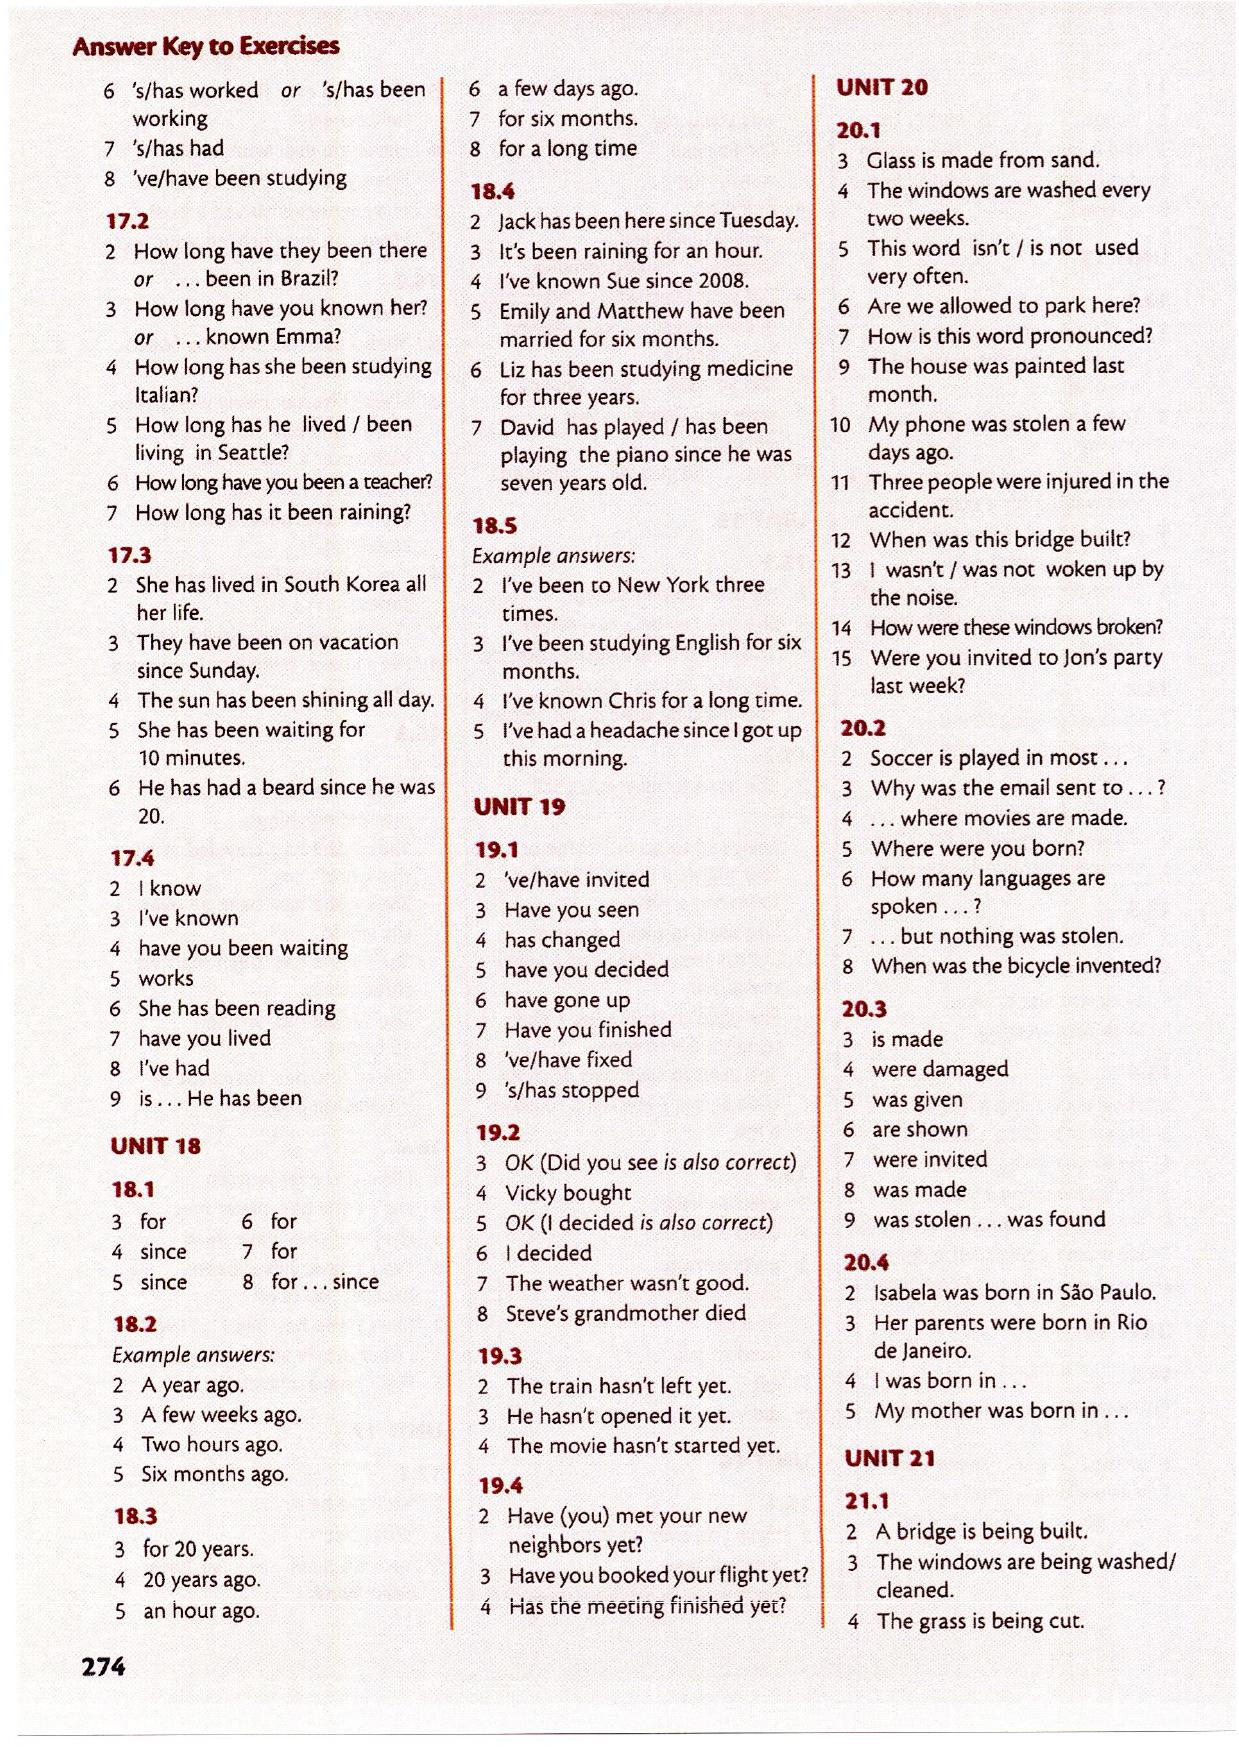 Answer Key to Exercises
6 's/has worked or 's/has been
working
7 's/has had
8 've/have been studying
17.2
2 How long have they been there
or ... been in Brazil?
3 How long have you known her?
or ... known Emma?
4 How long has she been studying
Italian?
5 How long has he lived / been
living in Seattle?
6 How long have you been a teacher?
7 How long has it been raining?
17.3
2 She has lived in South Korea all
her life.
3 They have been on vacation
since Sunday.
4 The sun has been shining all day.
5 She has been waiting for
10 minutes.
6 He has had a beard since he was
20.
17.4
2 I know
3 I've known
4 have you been waiting
5 works
6 She has been reading
7 have you lived
8 I've had
9 is ... He has been
UNIT 18
18.1
3 for 6 for
4 since 7 for
5 since 8 for ... since
18.2
Example answers:
2 A year ago.
3 A few weeks ago.
4 Two hours ago.
5 Six months ago.
18.3
3 for 20 years.
4 20 years ago.
5 an hour ago.
6 a few days ago.
7 for six months.
8 for a long time
18.4
2 Jack has been here since Tuesday.
3 It's been raining for an hour.
4 I've known Sue since 2008.
5 Emily and Matthew have been
married for six months.
6 Liz has been studying medicine
for three years.
7 David has played / has been
playing the piano since he was
seven years old.
18.5
Example answers:
2 I've been to New York three
times.
3 I've been studying English for six
months.
4 I've known Chris for a long time.
5 I've had a headache since I got up
this morning.
UNIT 19
19.1
2 've/have invited
3 Have you seen
4 has changed
5 have you decided
6 have gone up
7 Have you finished
8 've/have fixed
9 's/has stopped
19.2
3 OK (Did you see is also correct)
4 Vicky bought
5 OK (I decided is also correct)
6 I decided
7 The weather wasn't good.
8 Steve's grandmother died
19.3
2 The train hasn't left yet.
3 He hasn't opened it yet.
4 The movie hasn't started yet.
19.4
2 Have (you) met your new
neighbors yet?
3 Have you booked your flight yet?
4 Has the meeting finished yet?
UNIT 20
20.1
3 Glass is made from sand.
4 The windows are washed every
two weeks.
5 This word isn't / is not used
very often.
6 Are we allowed to park here?
7 How is this word pronounced?
9 The house was painted last
month.
10 My phone was stolen a few
days ago.
11 Three people were injured in the
accident.
12 When was this bridge built?
13 I wasn't / was not woken up by
the noise.
14 How were these windows broken?
15 Were you invited to Jon's party
last week?
20.2
2 Soccer is played in most ...
3 Why was the email sent to ... ?
4 ... where movies are made.
5 Where were you born?
6 How many languages are
spoken ... ?
7 ... but nothing was stolen.
8 When was the bicycle invented?
20.3
3 is made
4 were damaged
5 was given
6 are shown
7 were invited
8 was made
9 was stolen ... was found
20.4
2 Isabela was born in São Paulo.
3 Her parents were born in Rio
de Janeiro.
4 I was born in ...
5 My mother was born in ...
UNIT 21
21.1
2 A bridge is being built.
3 The windows are being washed/
cleaned.
4 The grass is being cut.
274